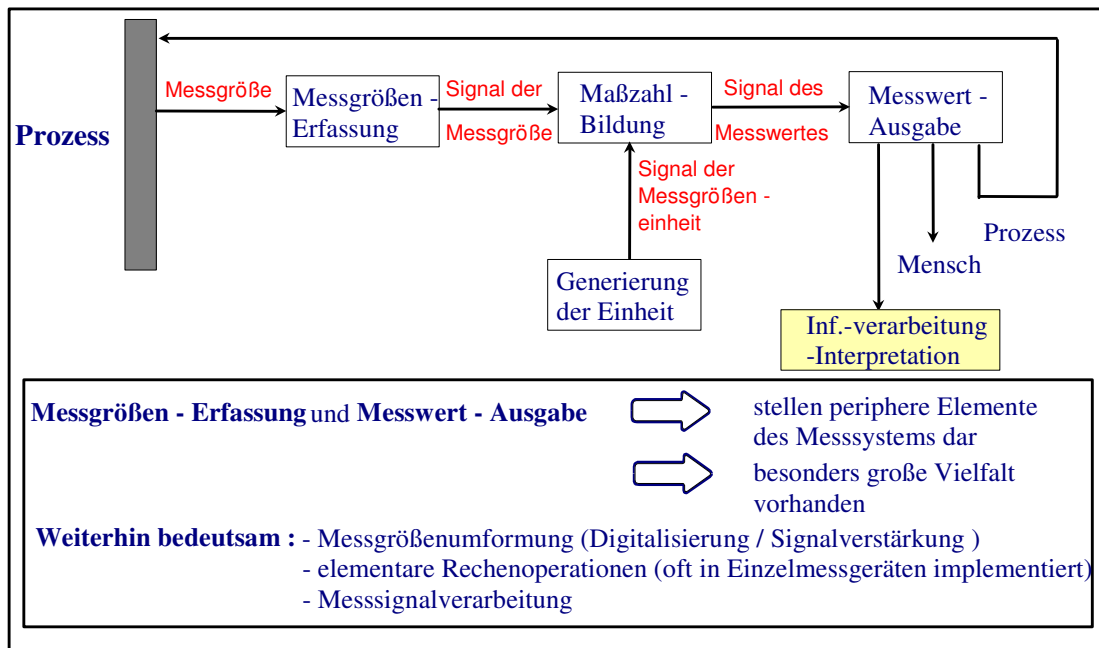 Prozess
Messgröße
Messgrößen -
Erfassung
Signal der
Messgröße
Maßzahl -
Bildung
Signal des
Messwertes
Messwert -
Ausgabe
Signal der
Messgrößen -
einheit
Generierung
der Einheit
Prozess
Mensch
Inf.-verarbeitung
-Interpretation
Messgrößen - Erfassung und Messwert - Ausgabe
stellen periphere Elemente
des Messsystems dar
besonders große Vielfalt
vorhanden
Weiterhin bedeutsam : - Messgrößenumformung (Digitalisierung / Signalverstärkung )
- elementare Rechenoperationen (oft in Einzelmessgeräten implementiert)
- Messsignalverarbeitung